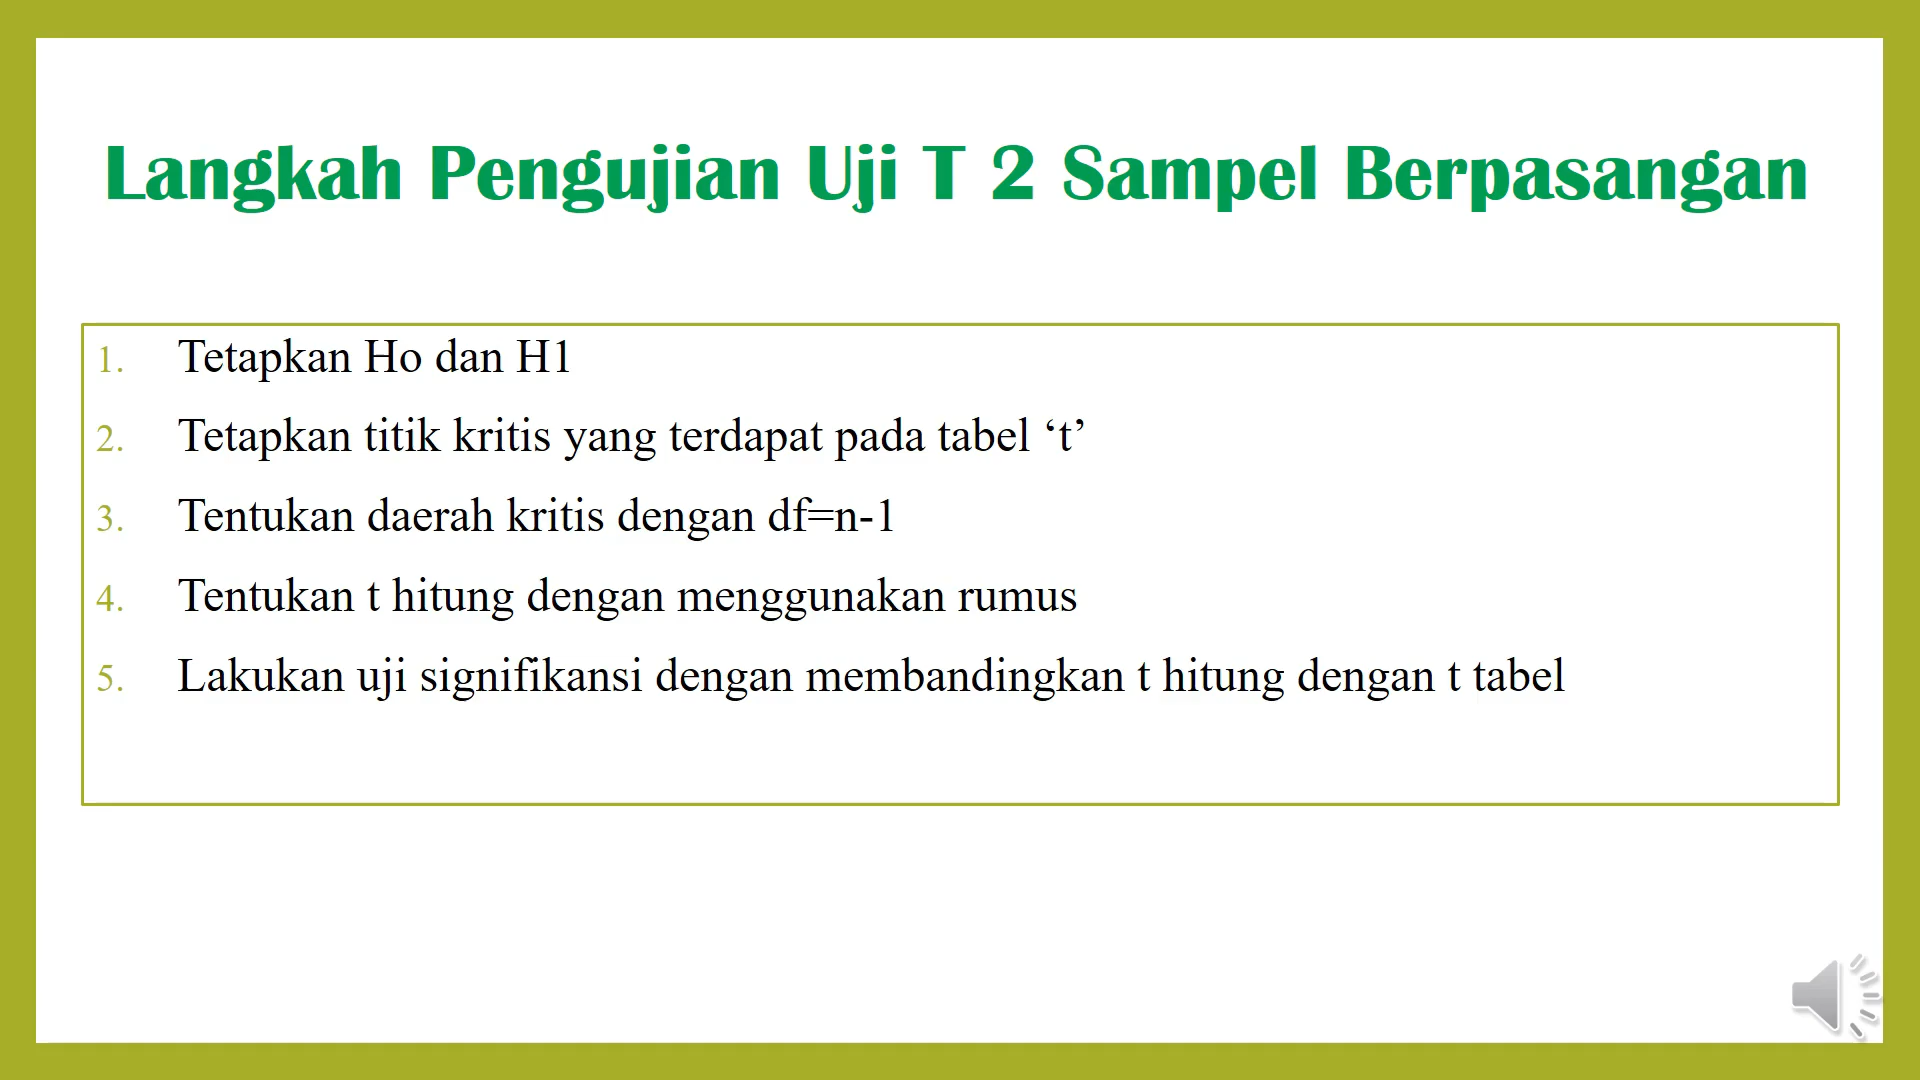 Langkah Pengujian Uji T 2 Sampel Berpasangan
1. Tetapkan Ho dan H1
2. Tetapkan titik kritis yang terdapat pada tabel ‘t’
3. Tentukan daerah kritis dengan df=n-1
4. Tentukan t hitung dengan menggunakan rumus
5. Lakukan uji signifikansi dengan membandingkan t hitung dengan t tabel